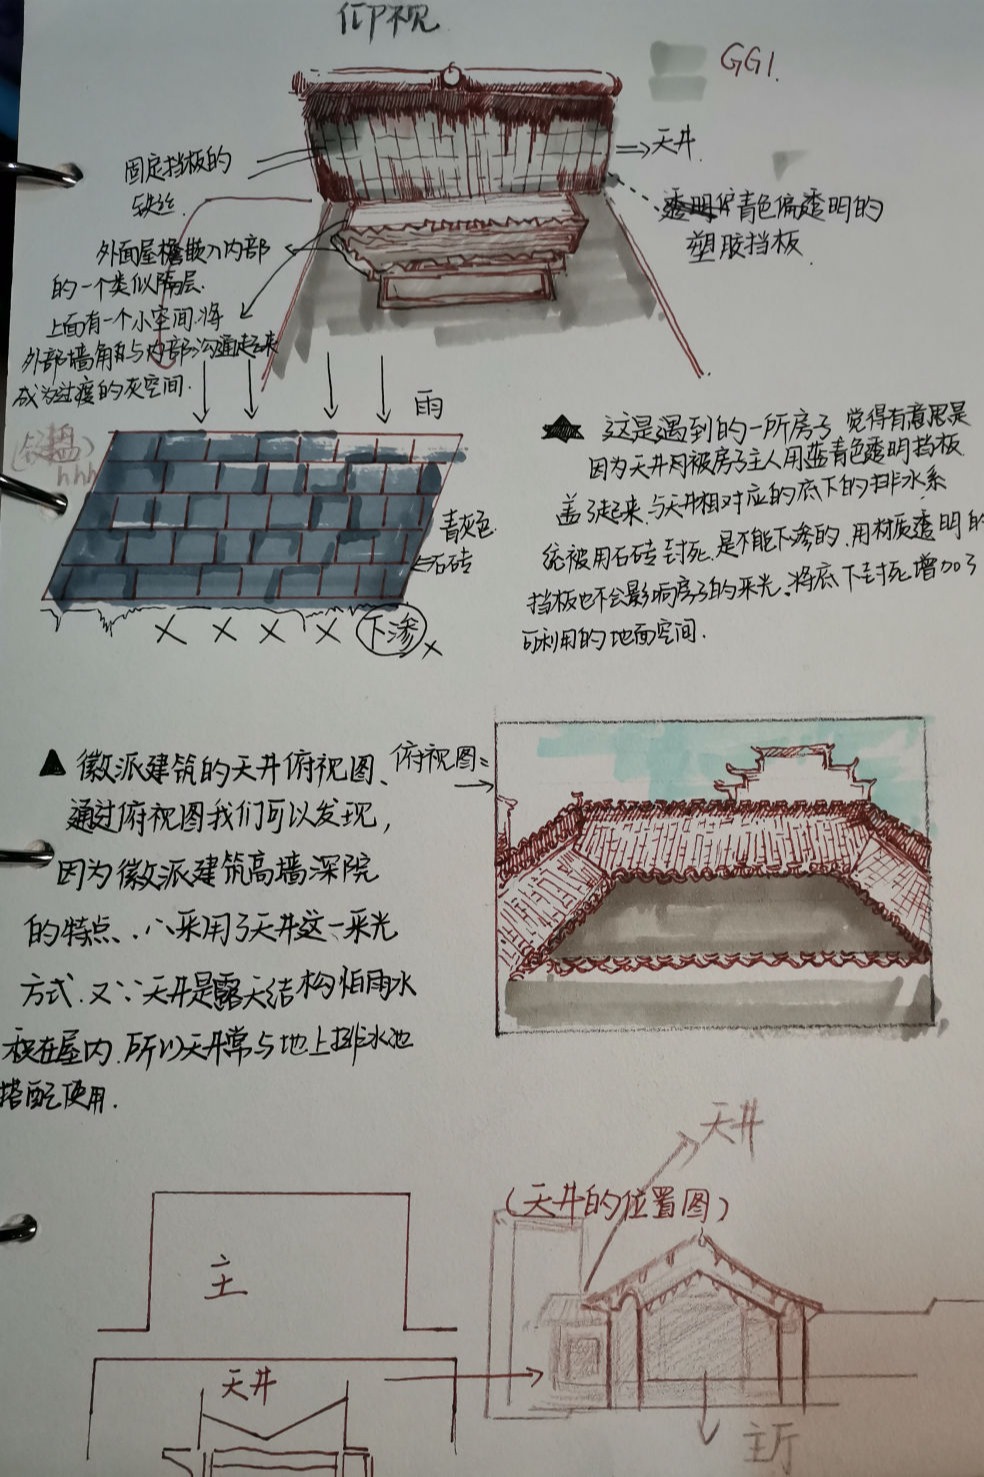 仰视
GG1.
固定挡板的
铁丝.
天井
青色偏透明的
塑胶挡板
外面屋檐嵌入内部
的一个类似隔层.
上面有一个小空间.将
外部墙角与内部沟通起来
成为过度的灰空间.
雨
hhh
青灰色
石砖
下渗
这是遇到的一所房子 觉得有意思是
因为天井内被房子主人用蓝青色透明挡板
盖了起来.与天井相对应的底下的排水系
统被用石砖封死.是不能下渗的.用材质透明的
挡板也不会影响房子的采光、将底下封死增加了
可利用的地面空间.
徽派建筑的天井俯视图、
俯视图:
通过俯视图我们可以发现,
因为徽派建筑高墙深院
的特点、∴采用了天井这一采光
方式.又∵天井是露天结构怕雨水
积在屋内.所以天井常与地上排水池
搭配使用.
天井
(天井的位置图)
主
天井
主厅